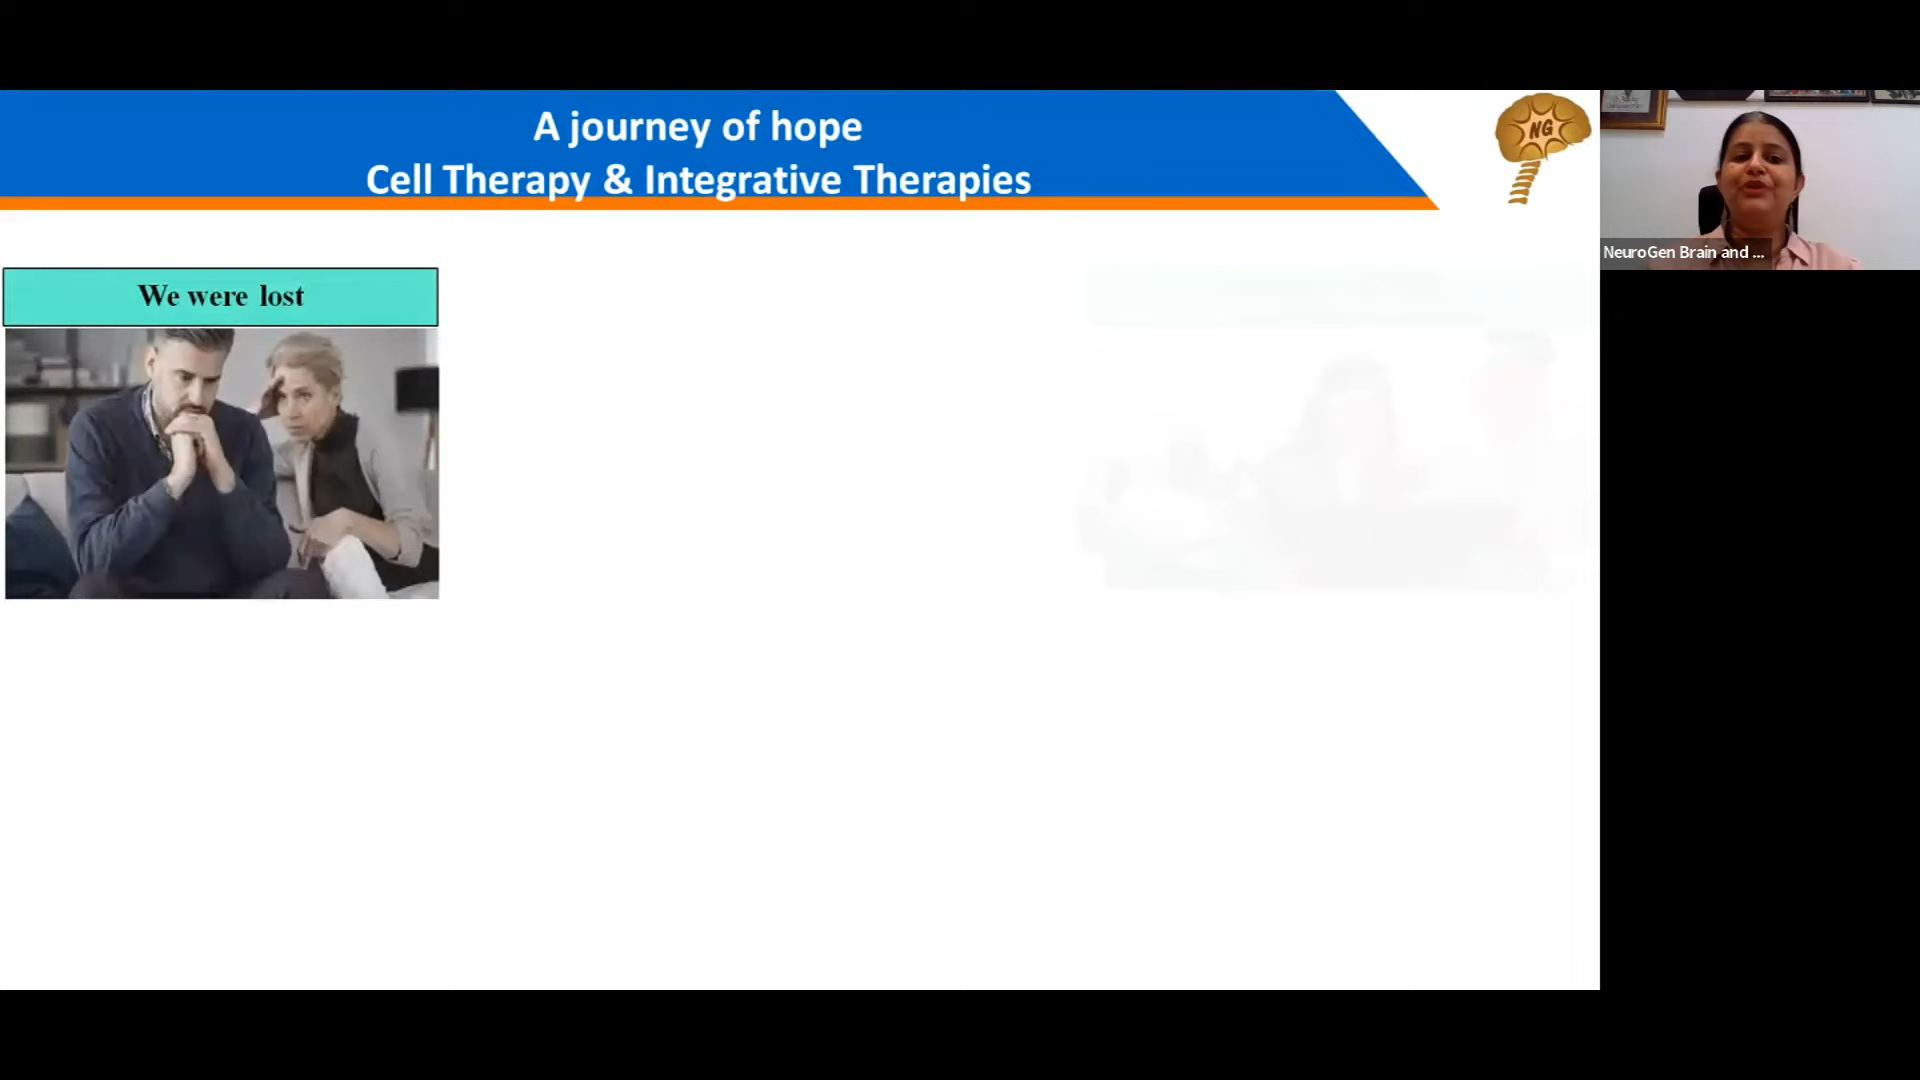 A journey of hope
Cell Therapy & Integrative Therapies
NG
We were lost
NeuroGen Brain and ...